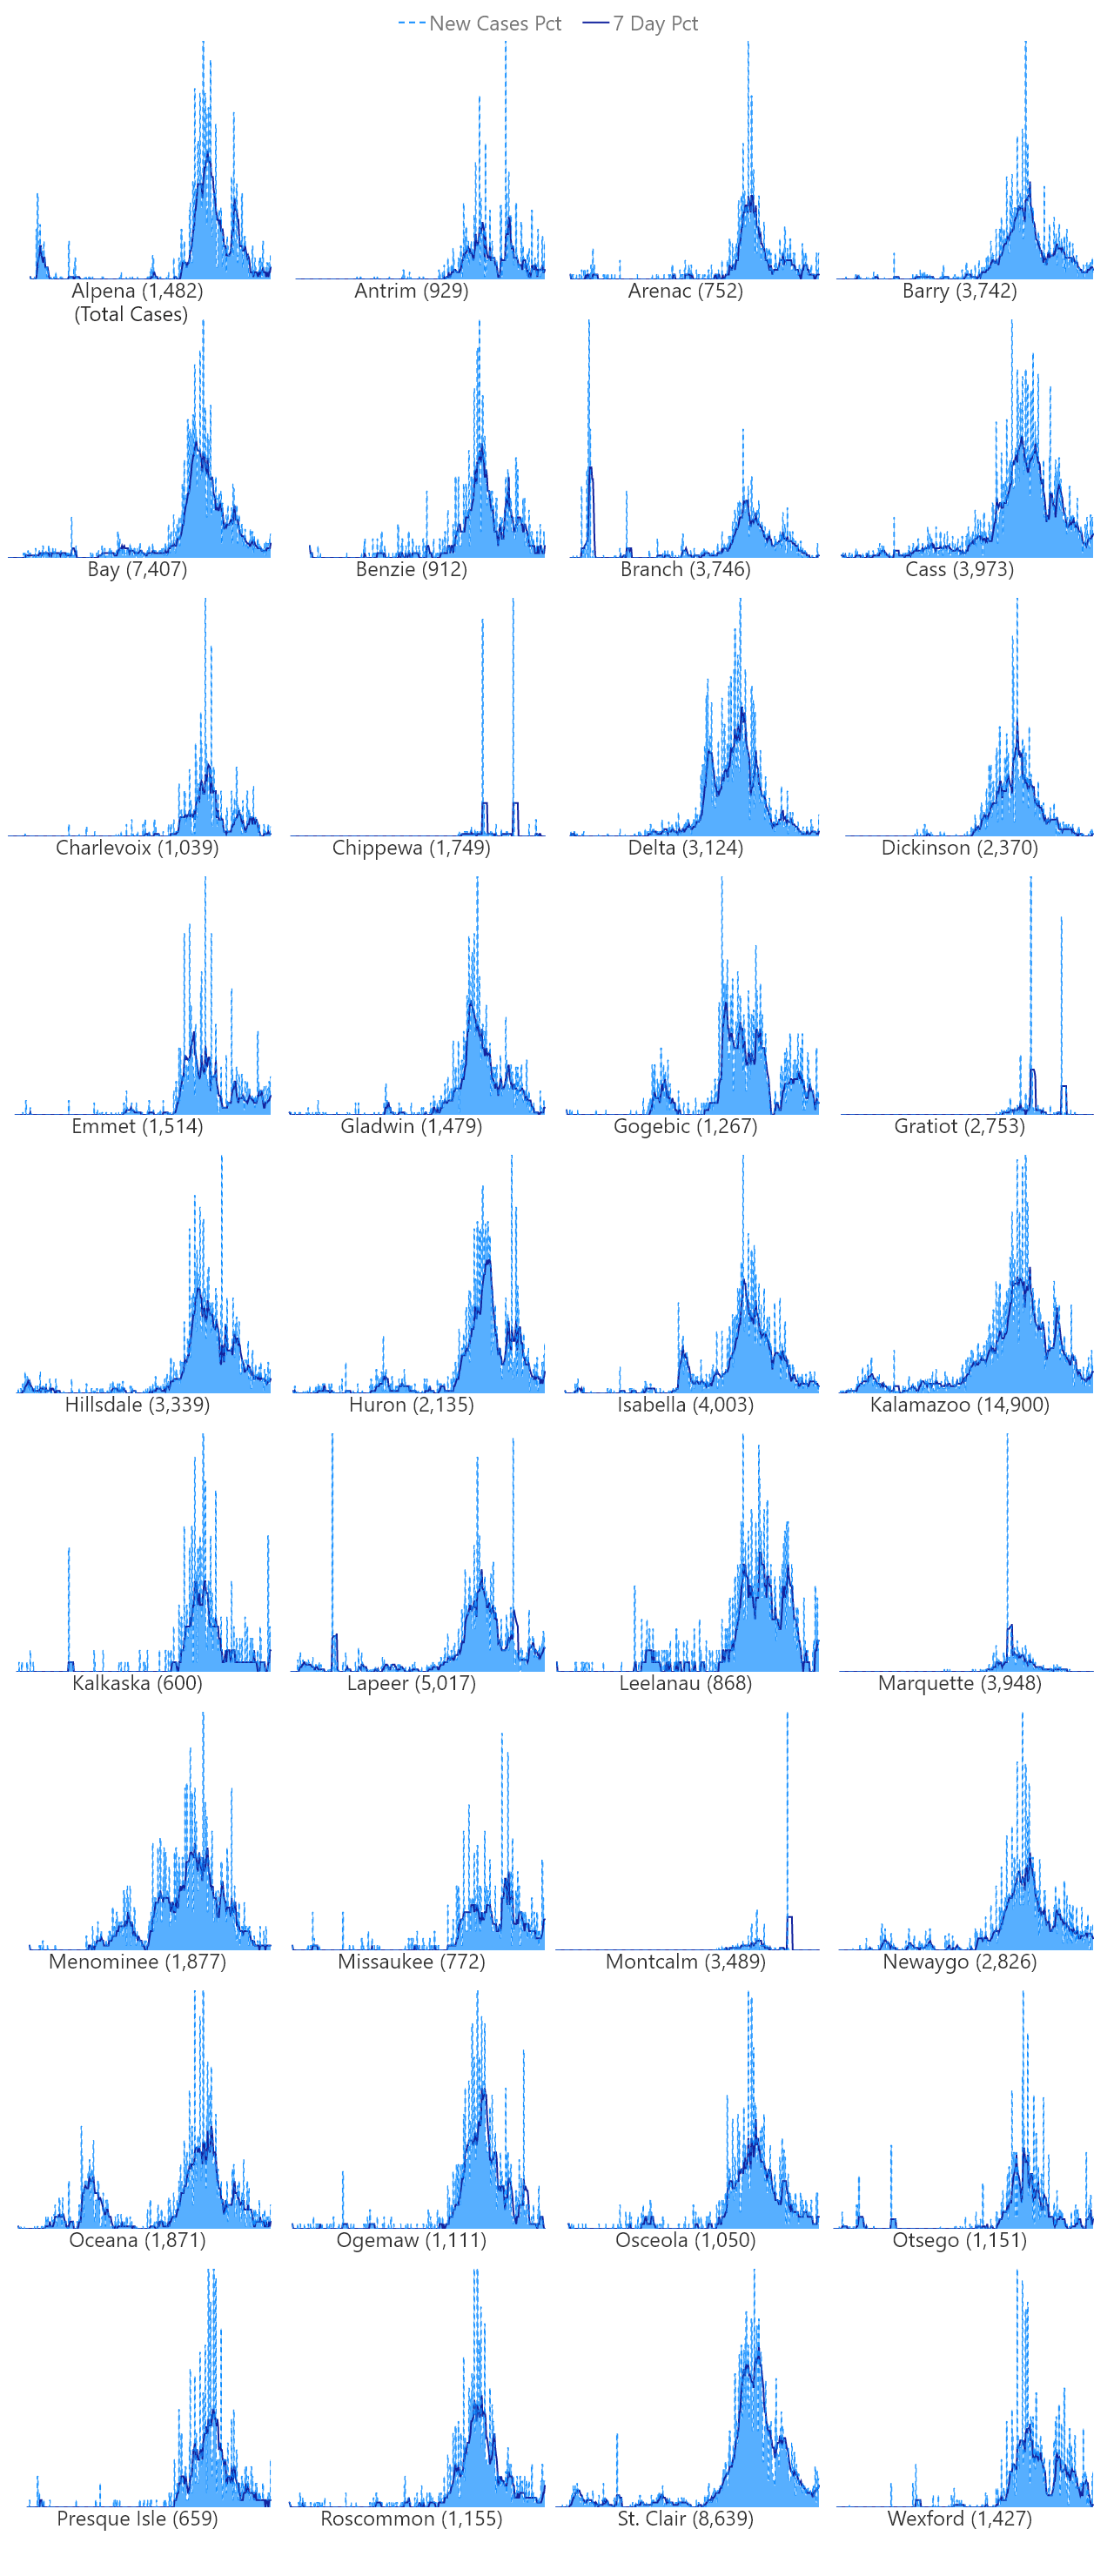 New Cases Pct 7 Day Pct
Alpena (1,482) Antrim (929) Arenac (752) Barry (3,742)
(Total Cases)
Bay (7,407) Benzie (912) Branch (3,746) Cass (3,973)
Charlevoix (1,039) Chippewa (1,749) Delta (3,124) Dickinson (2,370)
Emmet (1,514) Gladwin (1,479) Gogebic (1,267) Gratiot (2,753)
Hillsdale (3,339) Huron (2,135) Isabella (4,003) Kalamazoo (14,900)
Kalkaska (600) Lapeer (5,017) Leelanau (868) Marquette (3,948)
Menominee (1,877) Missaukee (772) Montcalm (3,489) Newaygo (2,826)
Oceana (1,871) Ogemaw (1,111) Osceola (1,050) Otsego (1,151)
Presque Isle (659) Roscommon (1,155) St. Clair (8,639) Wexford (1,427)